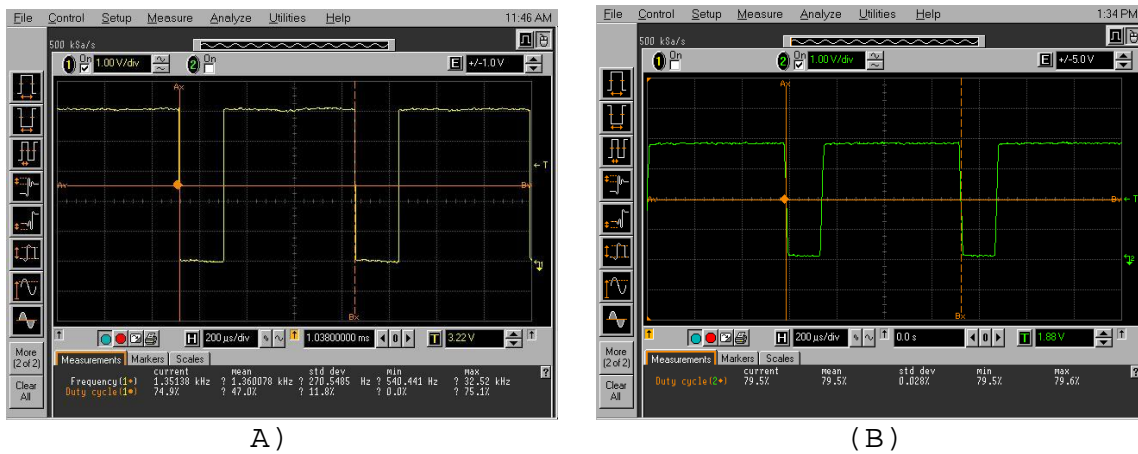 File Control Setup Measure Analyze Utilities Help 11:46 AM
500 kSa/s
1 On 1.00 V/div 2 On E +/-1.0 V
Ax
T
Ax Bx
1
Bx
More (2 of 2)
Clear All
H 200 µs/div 1.03800000 ms 0 T 3.22 V
Measurements Markers Scales ?
current mean std dev min max
Frequency(1) 1.35138 kHz ? 1.360078 kHz ? 270.5485 Hz ? 540.441 Hz ? 32.52 kHz
Duty cycle(1) 74.9% ? 47.0% ? 11.8% ? 0.0% ? 75.1%
A)
File Control Setup Measure Analyze Utilities Help 1:34 PM
500 kSa/s
1 On 2 On 1.00 V/div E +/-5.0 V
Ax
Ax T
2
Bx
More (2 of 2)
Clear All
H 200 µs/div 0.0 s 0 T 1.88 V
Measurements Markers Scales ?
current mean std dev min max
Duty cycle(2) 79.5% 79.5% 0.028% 79.5% 79.6%
(B)